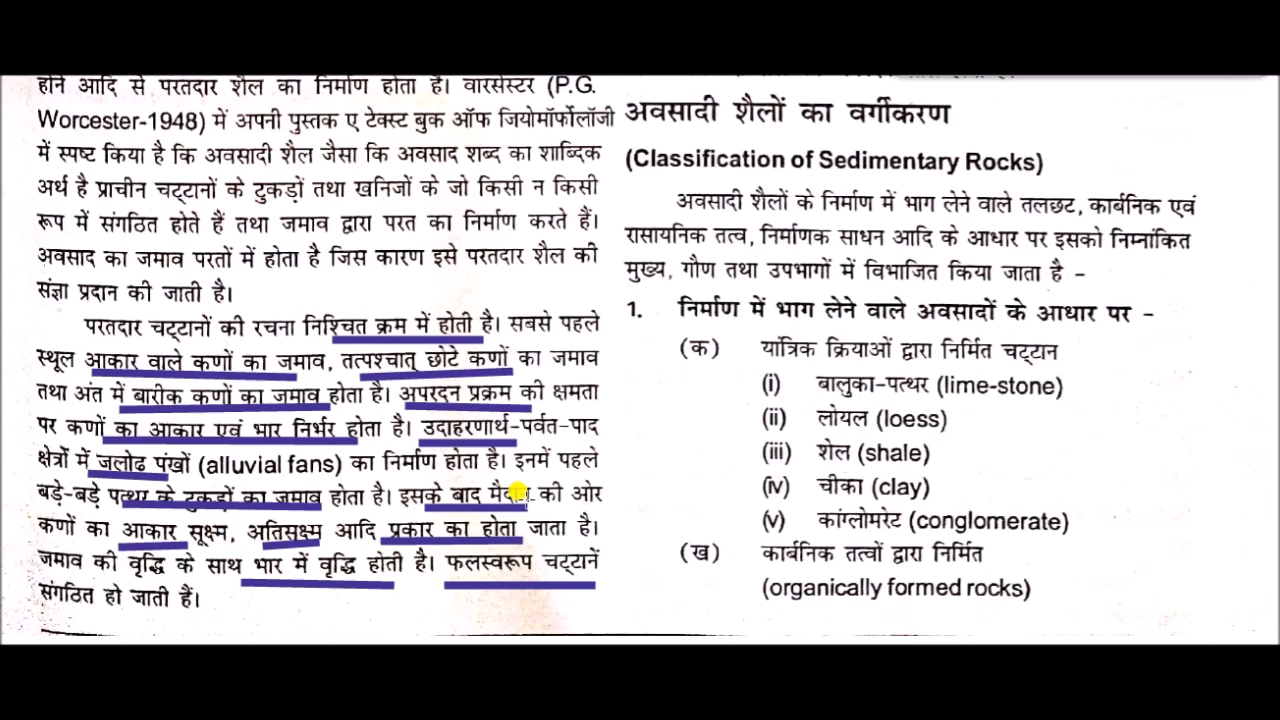 होने आदि से परतदार शैल का निर्माण होता है। वारसेस्टर (P.G.
Worcester-1948) में अपनी पुस्तक ए टेक्स्ट बुक ऑफ जियोमॉर्फोलॉजी
में स्पष्ट किया है कि अवसादी शैल जैसा कि अवसाद शब्द का शाब्दिक
अर्थ है प्राचीन चट्टानों के टुकड़ों तथा खनिजों के जो किसी न किसी
रूप में संगठित होते हैं तथा जमाव द्वारा परत का निर्माण करते हैं।
अवसाद का जमाव परतों में होता है जिस कारण इसे परतदार शैल की
संज्ञा प्रदान की जाती है।
परतदार चट्टानों की रचना निश्चित क्रम में होती है। सबसे पहले
स्थूल आकार वाले कणों का जमाव, तत्पश्चात् छोटे कणों का जमाव
तथा अंत में बारीक कणों का जमाव होता है। अपरदन प्रक्रम की क्षमता
पर कणों का आकार एवं भार निर्भर होता है। उदाहरणार्थ-पर्वत-पाद
क्षेत्रों में जलोढ पंखों (alluvial fans) का निर्माण होता है। इनमें पहले
बड़े-बड़े पत्थर के टुकड़ों का जमाव होता है। इसके बाद की ओर
कणों का आकार सूक्ष्म, अतिसूक्ष्म आदि प्रकार का होता जाता है।
जमाव की वृद्धि के साथ भार में वृद्धि होती है। फलस्वरूप चट्टानें
संगठित हो जाती हैं।
अवसादी शैलों का वर्गीकरण
(Classification of Sedimentary Rocks)
अवसादी शैलों के निर्माण में भाग लेने वाले तलछट, कार्बनिक एवं
रासायनिक तत्व, निर्माणक साधन आदि के आधार पर इसको निम्नांकित
मुख्य, गौण तथा उपभागों में विभाजित किया जाता है -
1. निर्माण में भाग लेने वाले अवसादों के आधार पर -
(क) यांत्रिक क्रियाओं द्वारा निर्मित चट्टान
(i) बालुका-पत्थर (lime-stone)
(ii) लोयल (loess)
(iii) शेल (shale)
(iv) चीका (clay)
(v) कांग्लोमरेट (conglomerate)
(ख) कार्बनिक तत्वों द्वारा निर्मित
(organically formed rocks)